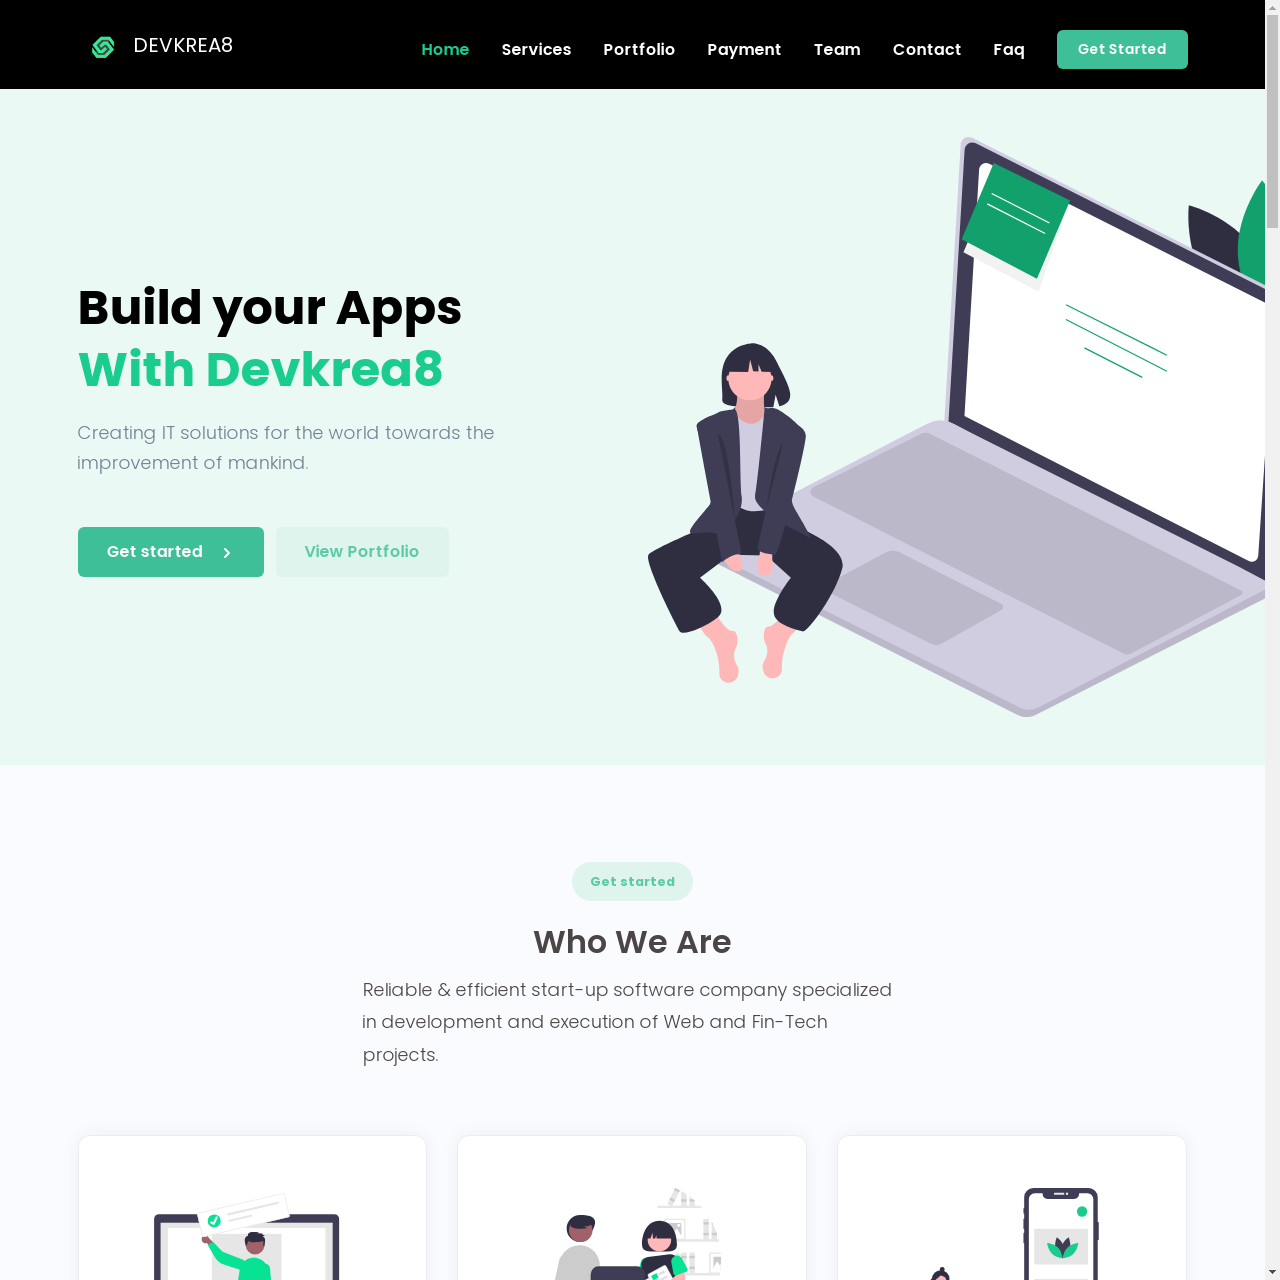 DEVKREA8
Home Services Portfolio Payment Team Contact Faq Get Started
Build your Apps
With Devkrea8
Creating IT solutions for the world towards the
improvement of mankind.
Get started View Portfolio
Get started
Who We Are
Reliable & efficient start-up software company specialized
in development and execution of Web and Fin-Tech
projects.